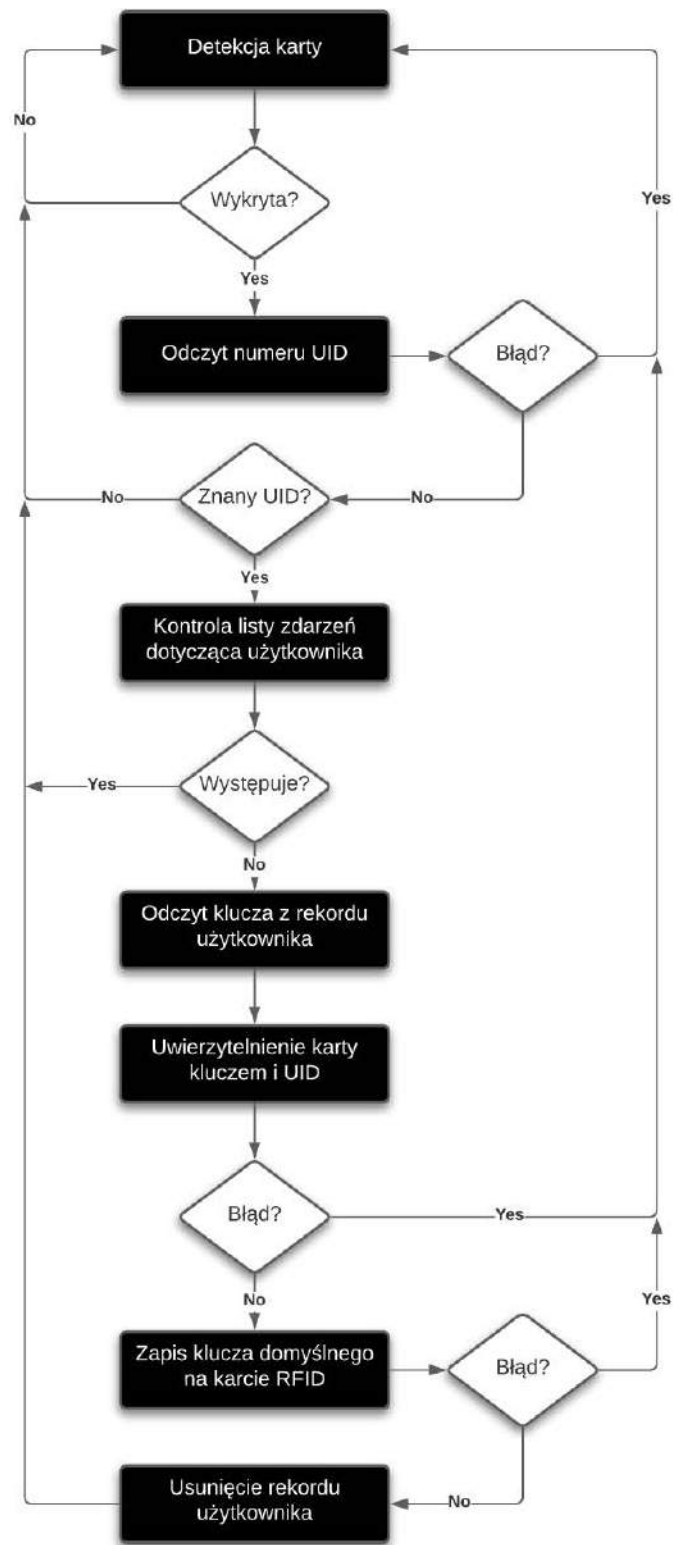 Detekcja karty
No
Wykryta?
Yes
Yes
Odczyt numeru UID
Błąd?
No
Znany UID?
No
Yes
Kontrola listy zdarzeń
dotycząca użytkownika
Yes
Występuje?
No
Odczyt klucza z rekordu
użytkownika
Uwierzytelnienie karty
kluczem i UID
Błąd?
Yes
No
Yes
Zapis klucza domyślnego
na karcie RFID
Błąd?
Usunięcie rekordu
użytkownika
No